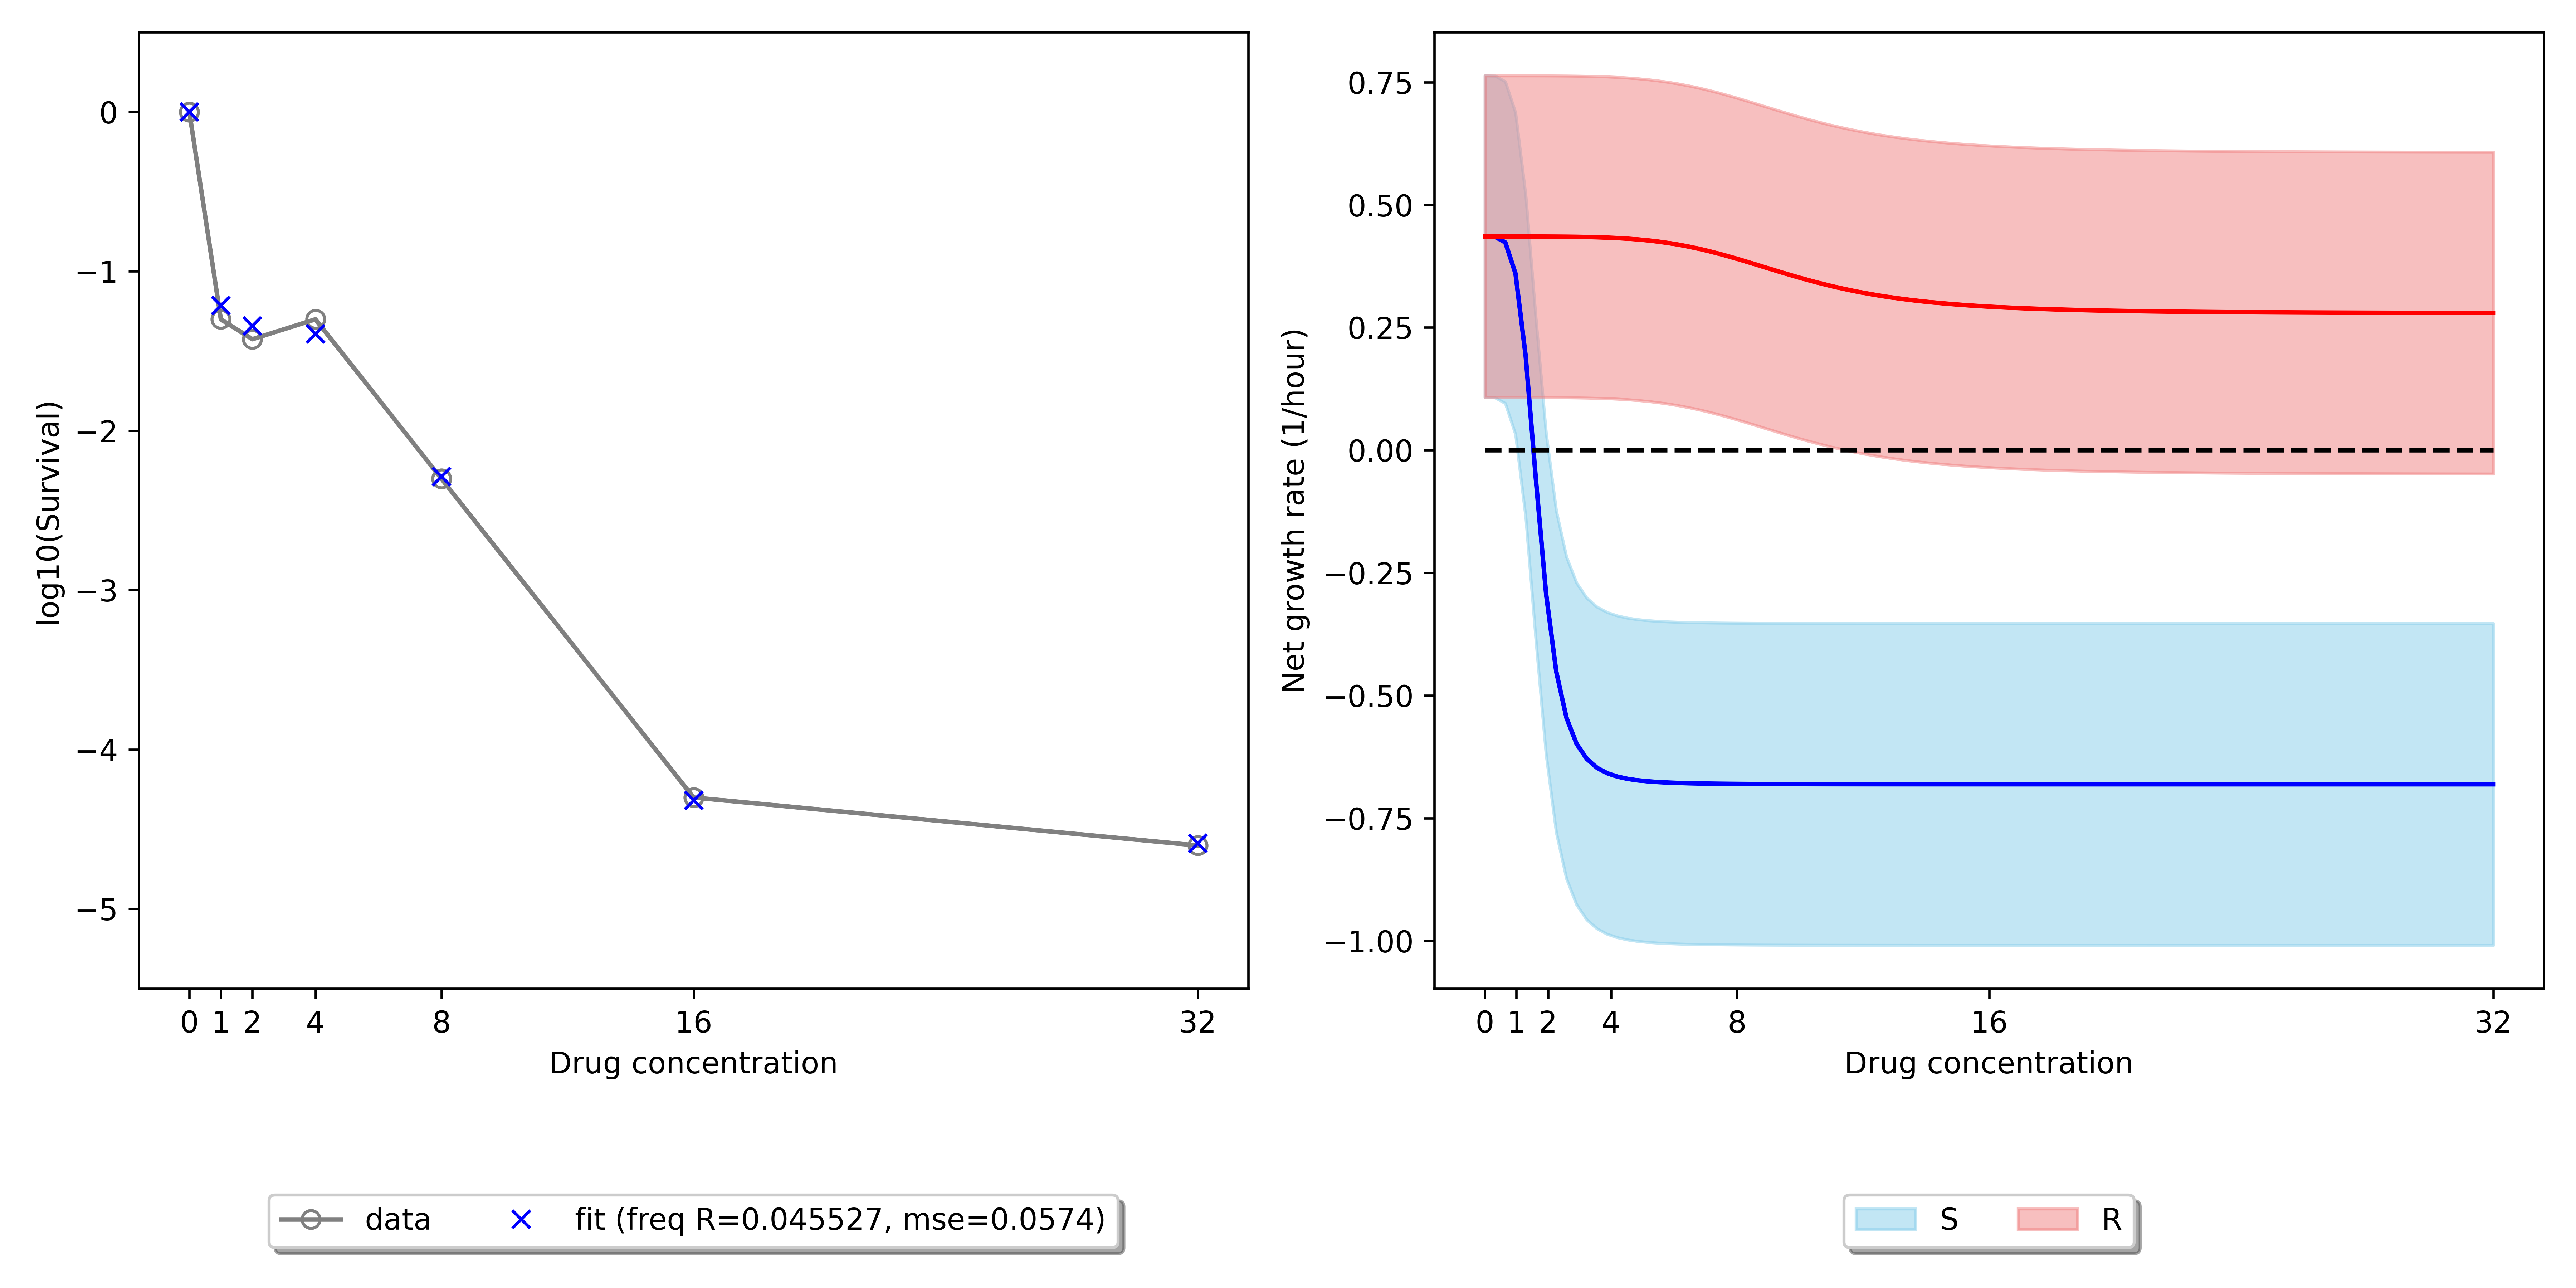 log10(Survival)
0
−1
−2
−3
−4
−5
0 1 2 4 8 16 32
Drug concentration
data fit (freq R=0.045527, mse=0.0574)
Net growth rate (1/hour)
0.75
0.50
0.25
0.00
−0.25
−0.50
−0.75
−1.00
0 1 2 4 8 16 32
Drug concentration
S R